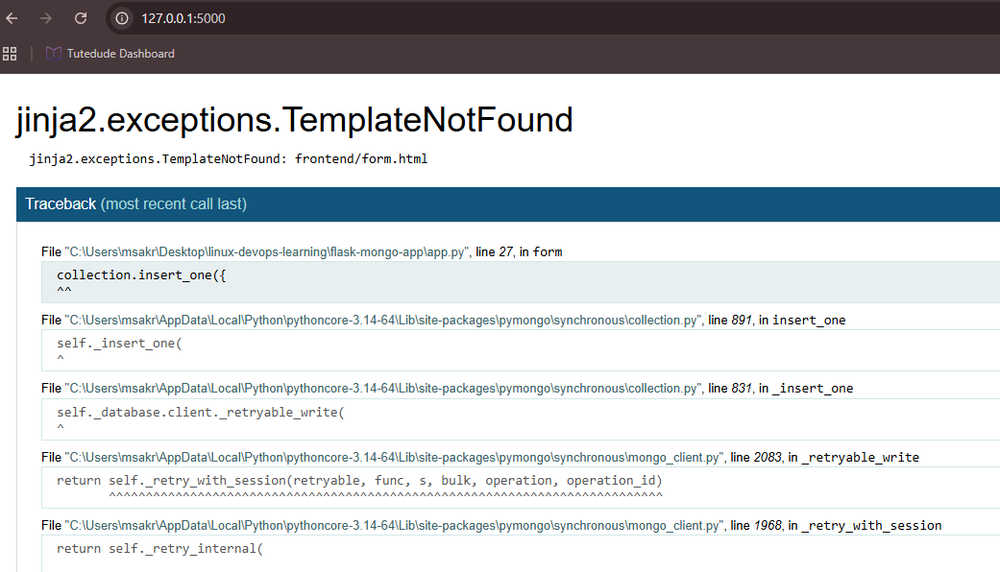 127.0.0.1:5000
Tutedude Dashboard
jinja2.exceptions.TemplateNotFound
jinja2.exceptions.TemplateNotFound: frontend/form.html
Traceback (most recent call last)
File "C:\Users\msakr\Desktop\linux-devops-learning\flask-mongo-app\app.py", line 27, in form
collection.insert_one({
^^
File "C:\Users\msakr\AppData\Local\Python\pythoncore-3.14-64\Lib\site-packages\pymongo\synchronous\collection.py", line 891, in insert_one
self._insert_one(
^
File "C:\Users\msakr\AppData\Local\Python\pythoncore-3.14-64\Lib\site-packages\pymongo\synchronous\collection.py", line 831, in _insert_one
self._database.client._retryable_write(
^
File "C:\Users\msakr\AppData\Local\Python\pythoncore-3.14-64\Lib\site-packages\pymongo\synchronous\mongo_client.py", line 2083, in _retryable_write
return self._retry_with_session(retryable, func, s, bulk, operation, operation_id)
^^^^^^^^^^^^^^^^^^^^^^^^^^^^^^^^^^^^^^^^^^^^^^^^^^^^^^^^^^^^^^^^^^^^^^^^^^^
File "C:\Users\msakr\AppData\Local\Python\pythoncore-3.14-64\Lib\site-packages\pymongo\synchronous\mongo_client.py", line 1968, in _retry_with_session
return self._retry_internal(